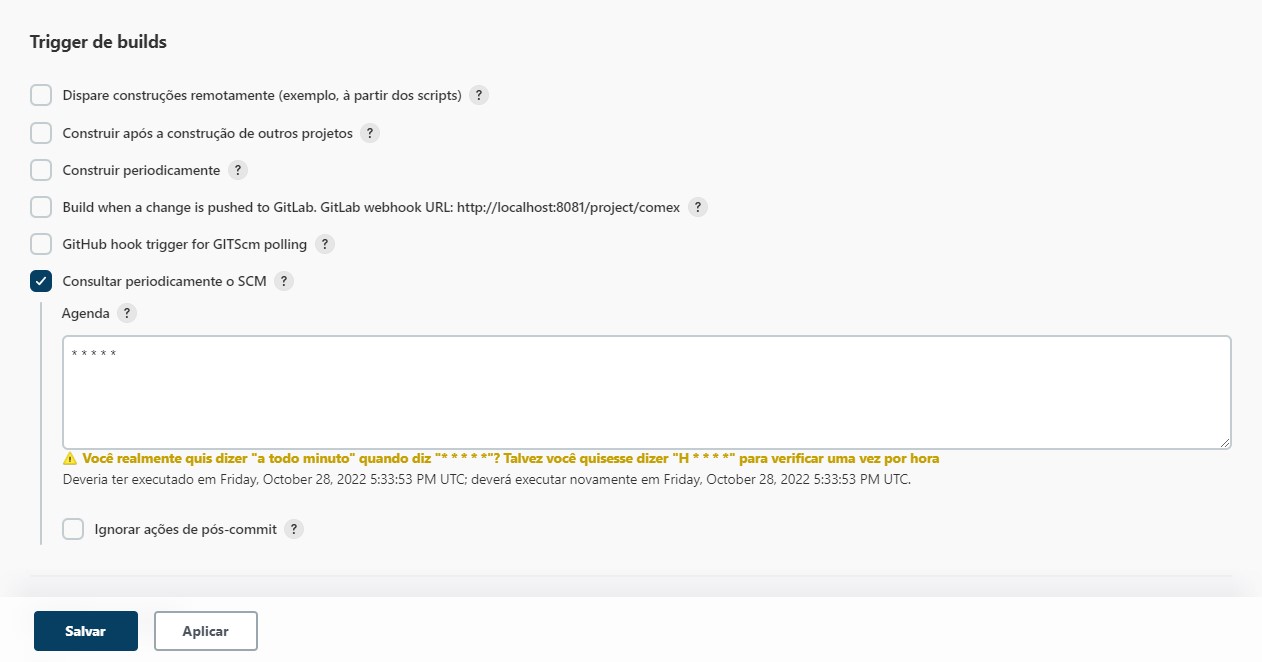 Trigger de builds
Dispare construções remotamente (exemplo, à partir dos scripts) ?
Construir após a construção de outros projetos ?
Construir periodicamente ?
Build when a change is pushed to GitLab. GitLab webhook URL: http://localhost:8081/project/comex ?
GitHub hook trigger for GITScm polling ?
Consultar periodicamente o SCM ?
Agenda ?
* * * * *
Você realmente quis dizer "a todo minuto" quando diz "* * * * *"? Talvez você quisesse dizer "H * * * *" para verificar uma vez por hora
Deveria ter executado em Friday, October 28, 2022 5:33:53 PM UTC; deverá executar novamente em Friday, October 28, 2022 5:33:53 PM UTC.
Ignorar ações de pós-commit ?
Salvar Aplicar